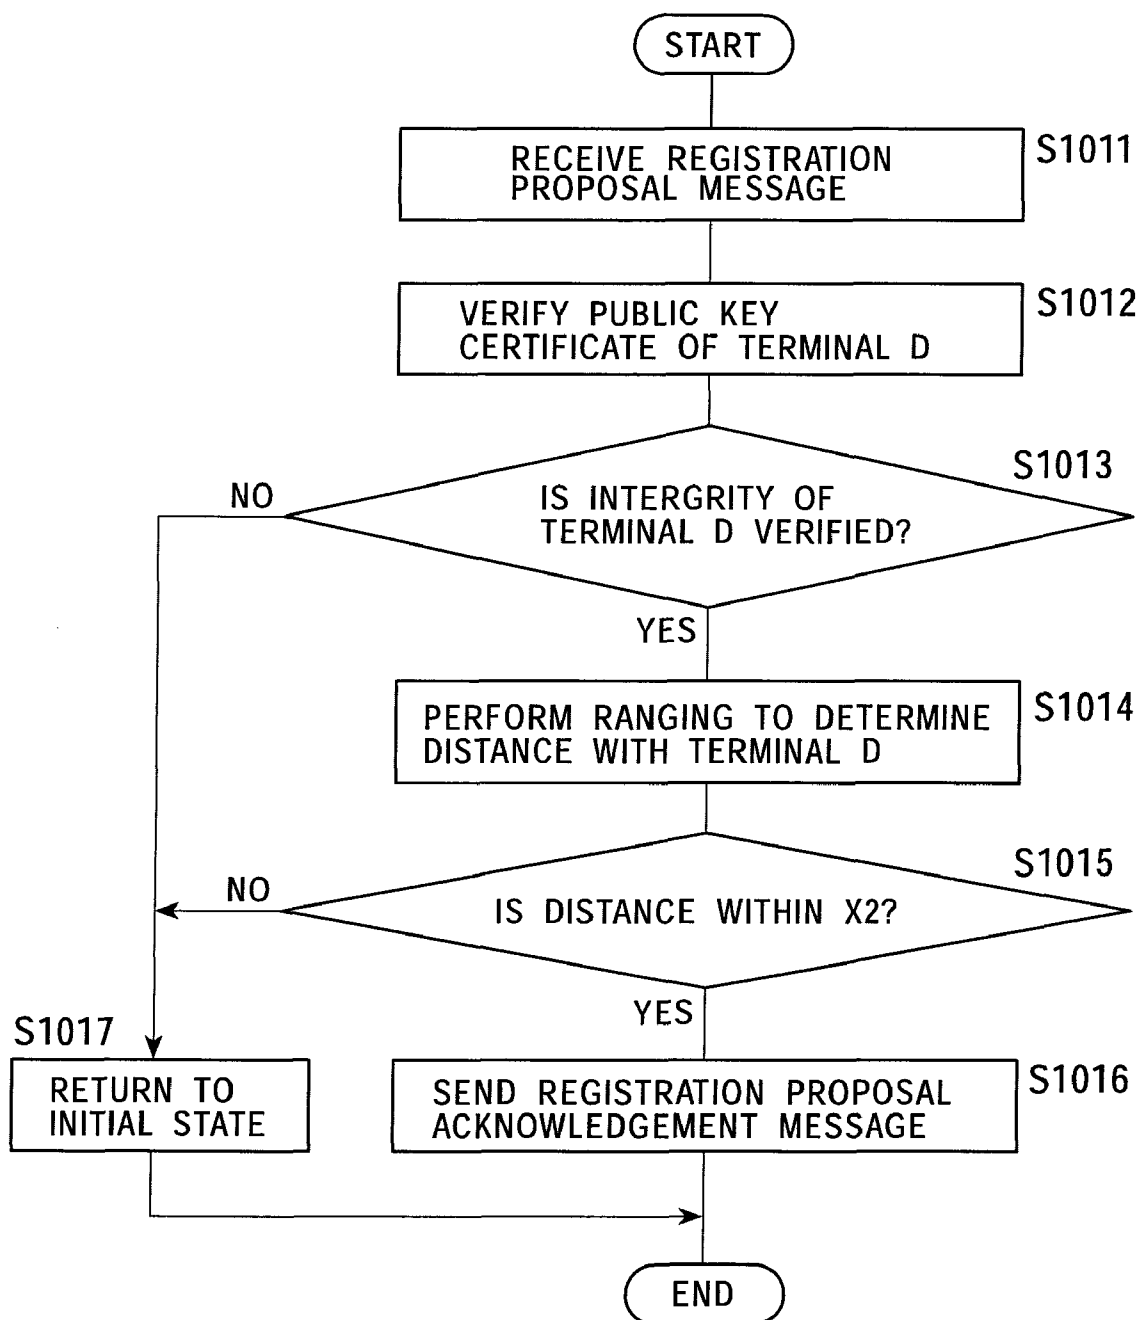 START
RECEIVE REGISTRATION
PROPOSAL MESSAGE
S1011
VERIFY PUBLIC KEY
CERTIFICATE OF TERMINAL D
S1012
S1013
NO
IS INTERGRITY OF
TERMINAL D VERIFIED?
YES
PERFORM RANGING TO DETERMINE
DISTANCE WITH TERMINAL D
S1014
S1015
NO
IS DISTANCE WITHIN X2?
YES
S1017
RETURN TO
INITIAL STATE
SEND REGISTRATION PROPOSAL
ACKNOWLEDGEMENT MESSAGE
S1016
END